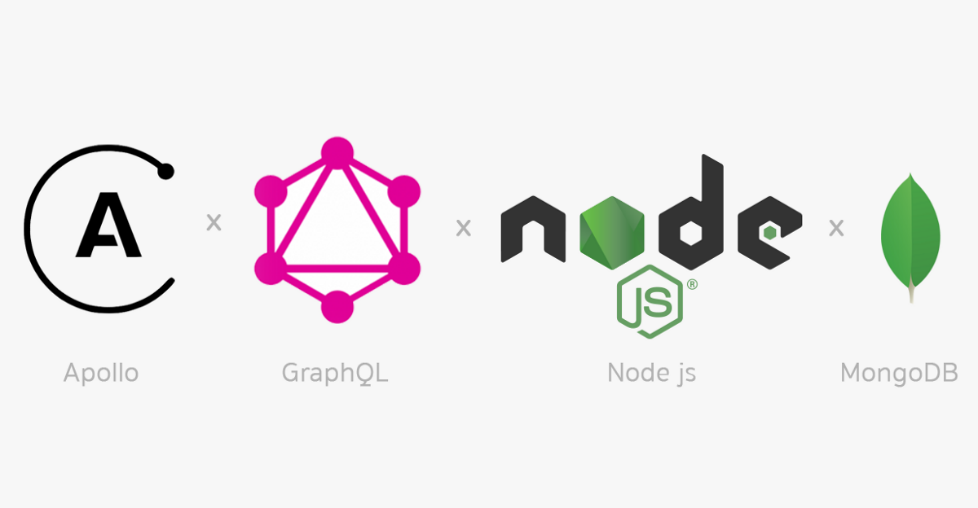 A
x
x
node
x
JS®
Apollo
GraphQL
Node js
MongoDB